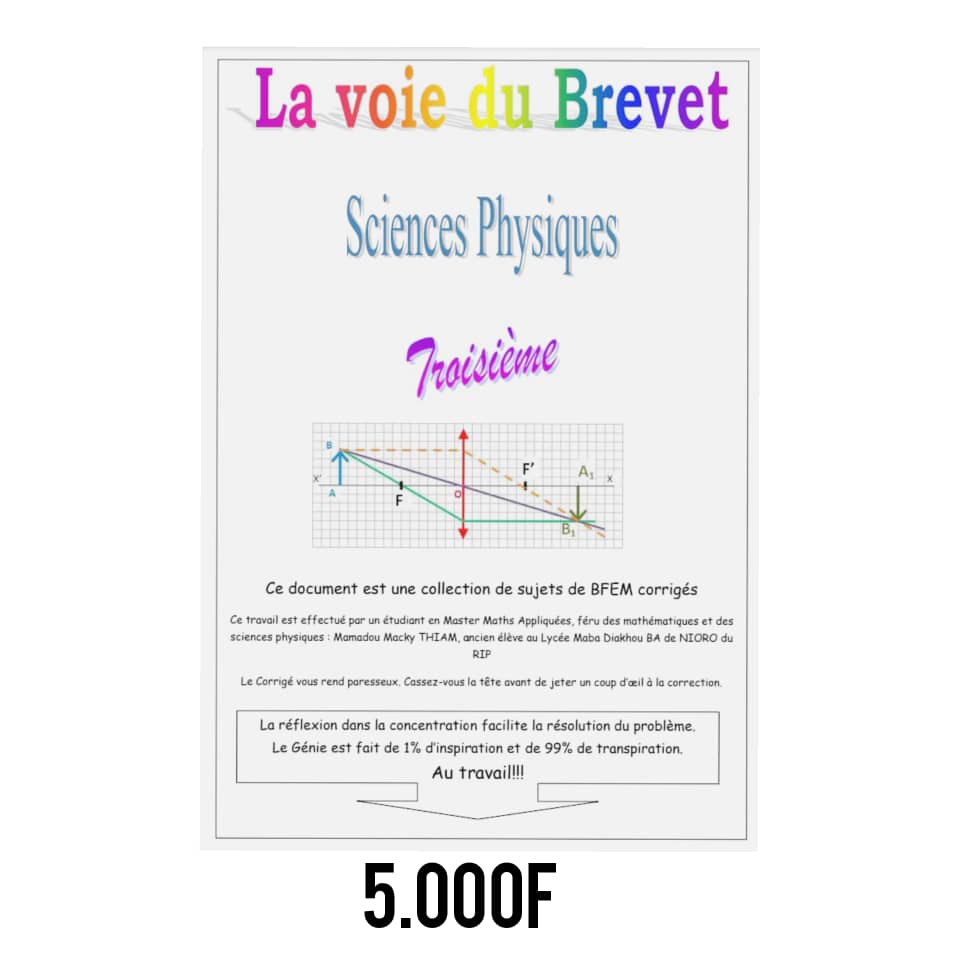 La voie du Brevet
Sciences Physiques
Troisième
B
F'
A₁
X'
X
A
F
O
B₁
Ce document est une collection de sujets de BFEM corrigés
Ce travail est effectué par un étudiant en Master Maths Appliquées, féru des mathématiques et des
sciences physiques : Mamadou Macky THIAM, ancien élève au Lycée Maba Diakhou BA de NIORO du
RIP
Le Corrigé vous rend paresseux. Cassez-vous la tête avant de jeter un coup d'œil à la correction.
La réflexion dans la concentration facilite la résolution du problème.
Le Génie est fait de 1% d'inspiration et de 99% de transpiration.
Au travail!!!
5.000F